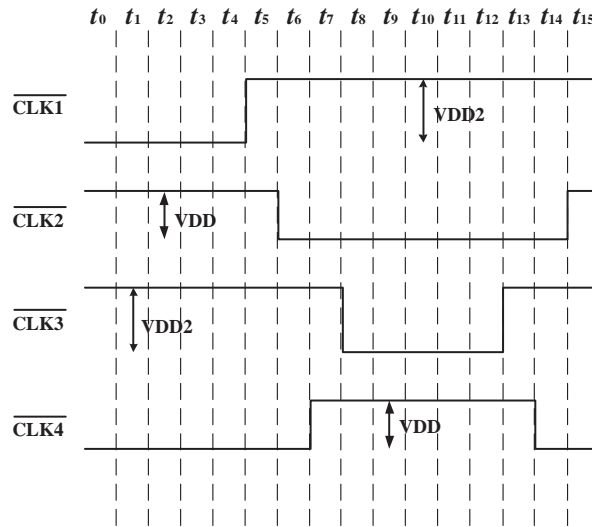 t0 t1 t2 t3 t4 t5 t6 t7 t8 t9 t10 t11 t12 t13 t14 t15
CLK1
VDD2
CLK2
VDD
CLK3
VDD2
CLK4
VDD